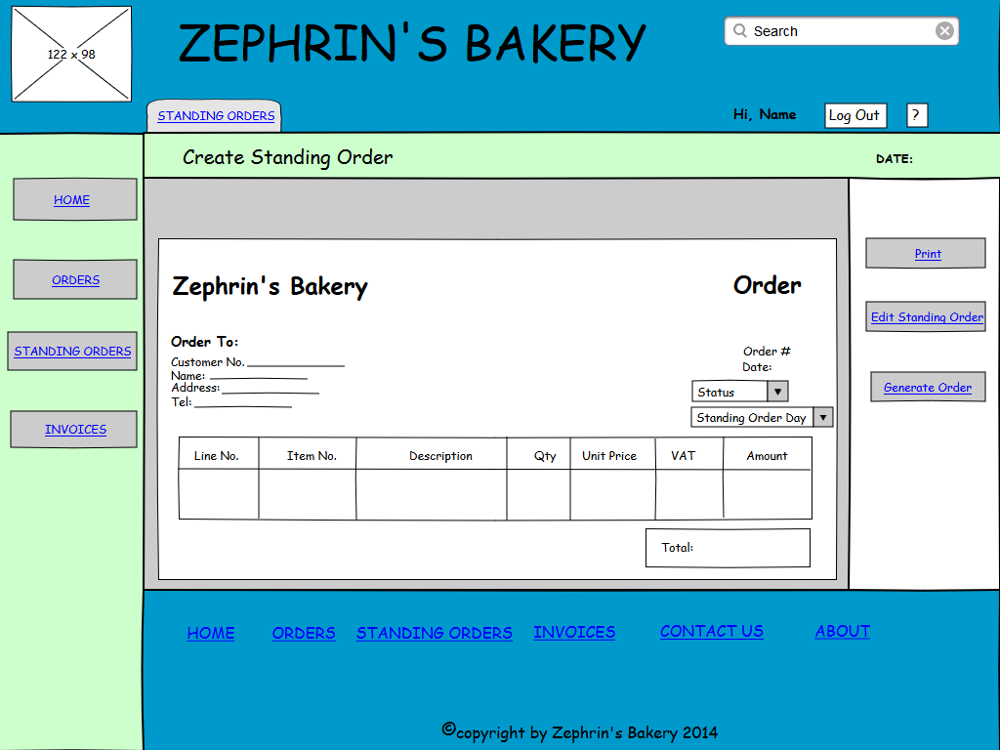 122 x 98
ZEPHRIN'S BAKERY
Search
STANDING ORDERS
Hi, Name
Log Out
?
Create Standing Order
DATE:
HOME
ORDERS
STANDING ORDERS
INVOICES
Zephrin's Bakery
Order
Order To:
Customer No.
Name:
Address:
Tel:
Order #
Date:
Status
Standing Order Day
Line No. Item No. Description Qty Unit Price VAT Amount
Total:
Print
Edit Standing Order
Generate Order
HOME ORDERS STANDING ORDERS INVOICES CONTACT US ABOUT
©copyright by Zephrin's Bakery 2014